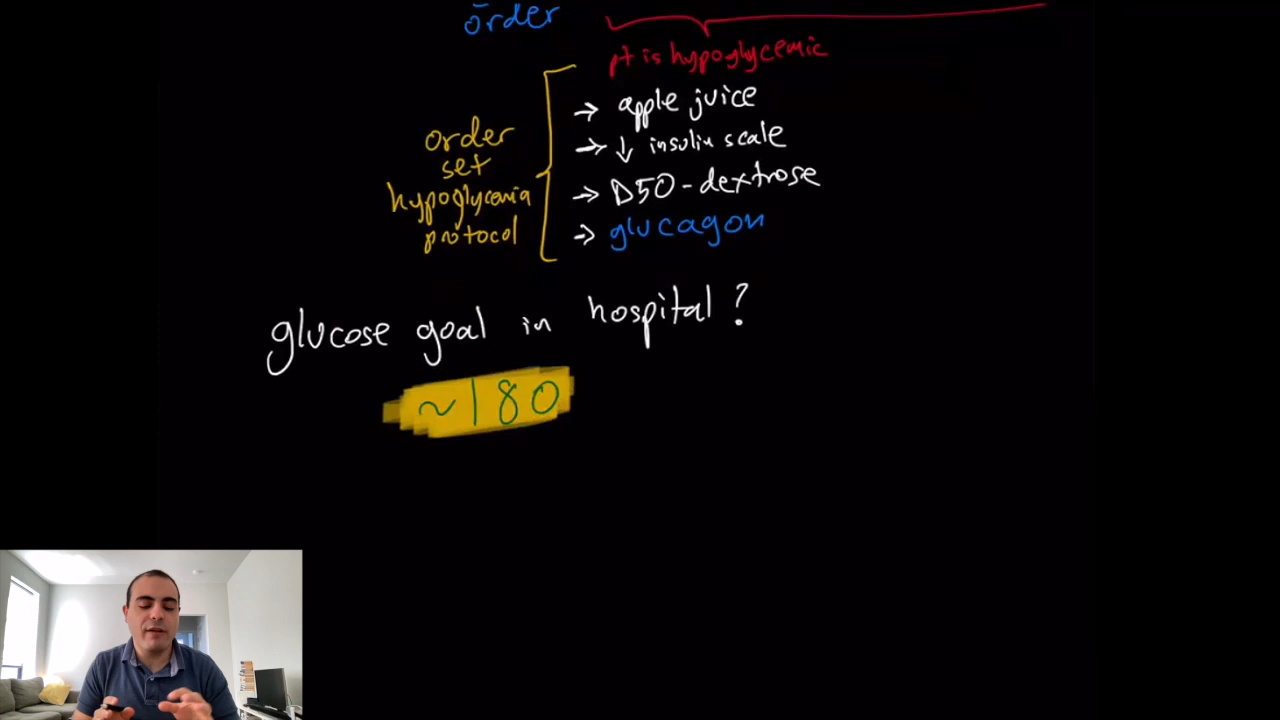 order
pt is hypoglycemic
→ apple juice
→ ↓ insulin scale
→ D50-dextrose
→ glucagon
order
set
hypoglycemia
protocol
glucose goal in hospital?
~180